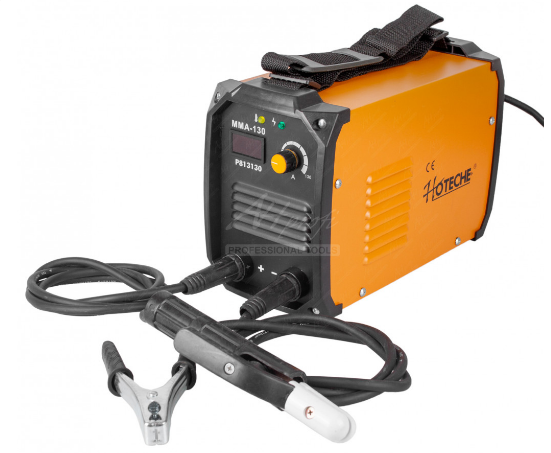 MMA-130
P813130
A
+ -
CE
HOTECHE®
PROFESSIONAL TOOLS